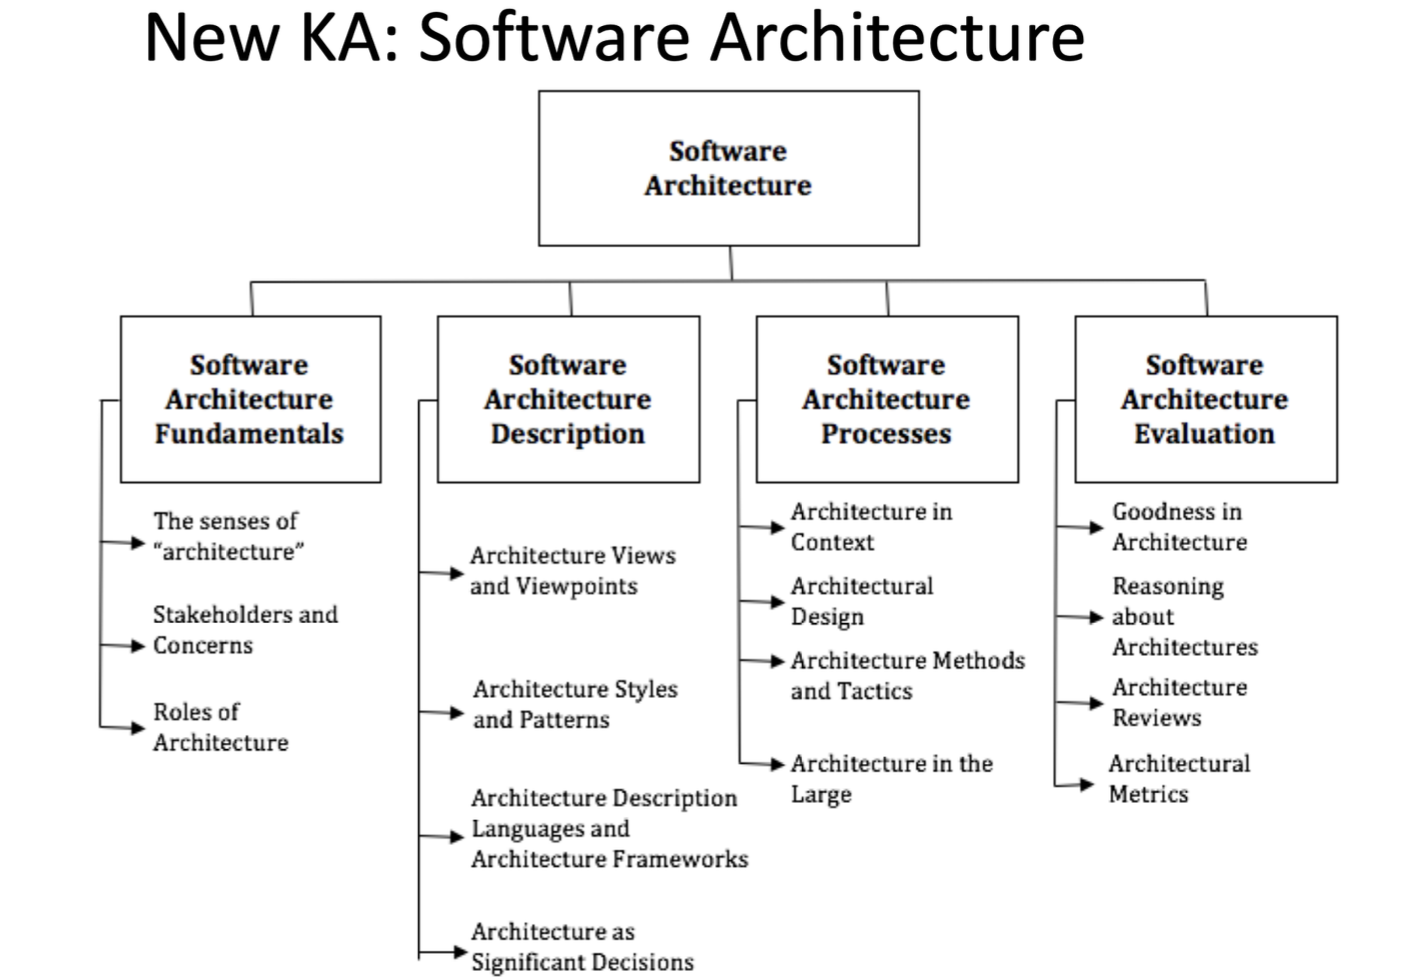 New KA: Software Architecture
Software
Architecture
Software
Architecture
Fundamentals
The senses of
“architecture”
Stakeholders and
Concerns
Roles of
Architecture
Software
Architecture
Description
Architecture Views
and Viewpoints
Architecture Styles
and Patterns
Architecture Description
Languages and
Architecture Frameworks
Architecture as
Significant Decisions
Software
Architecture
Processes
Architecture in
Context
Architectural
Design
Architecture Methods
and Tactics
Architecture in the
Large
Software
Architecture
Evaluation
Goodness in
Architecture
Reasoning
about
Architectures
Architecture
Reviews
Architectural
Metrics